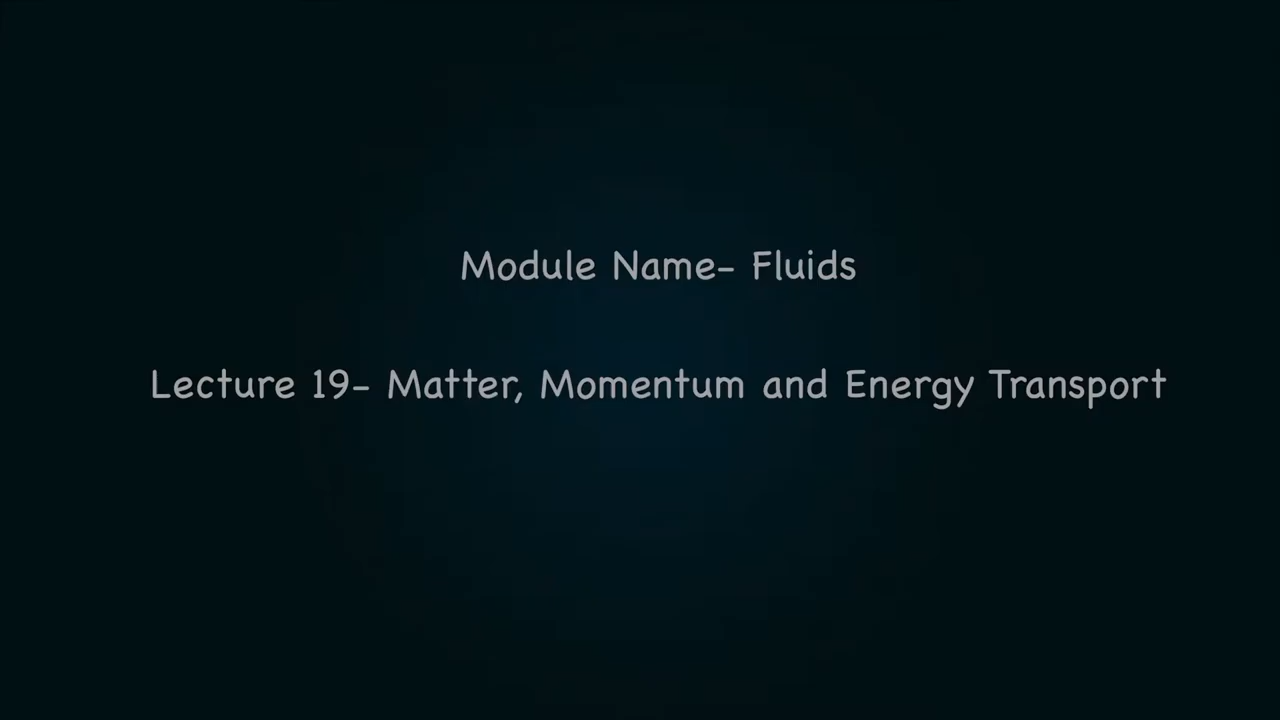 Module Name- Fluids
Lecture 19- Matter, Momentum and Energy Transport